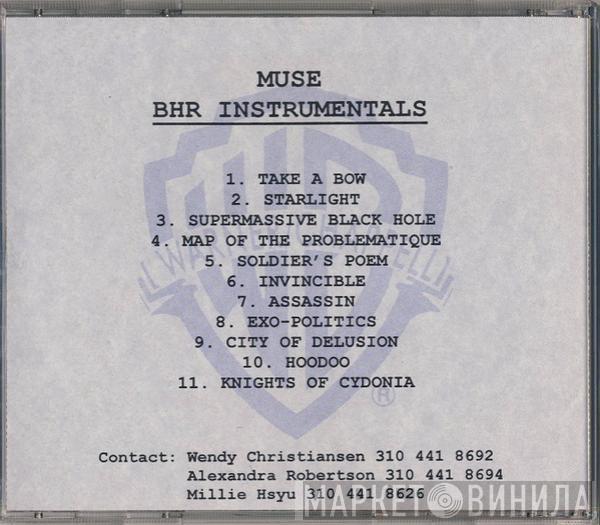 MUSE
BHR INSTRUMENTALS
1. TAKE A BOW
2. STARLIGHT
3. SUPERMASSIVE BLACK HOLE
4. MAP OF THE PROBLEMATIQUE
5. SOLDIER'S POEM
6. INVINCIBLE
7. ASSASSIN
8. EXO-POLITICS
9. CITY OF DELUSION
10. HOODOO
11. KNIGHTS OF CYDONIA
WARNER/CHAPPELL
®
Contact: Wendy Christiansen 310 441 8692
Alexandra Robertson 310 441 8694
Millie Hsyu 310 441 8626
МАРКЕТ ВИНИЛА